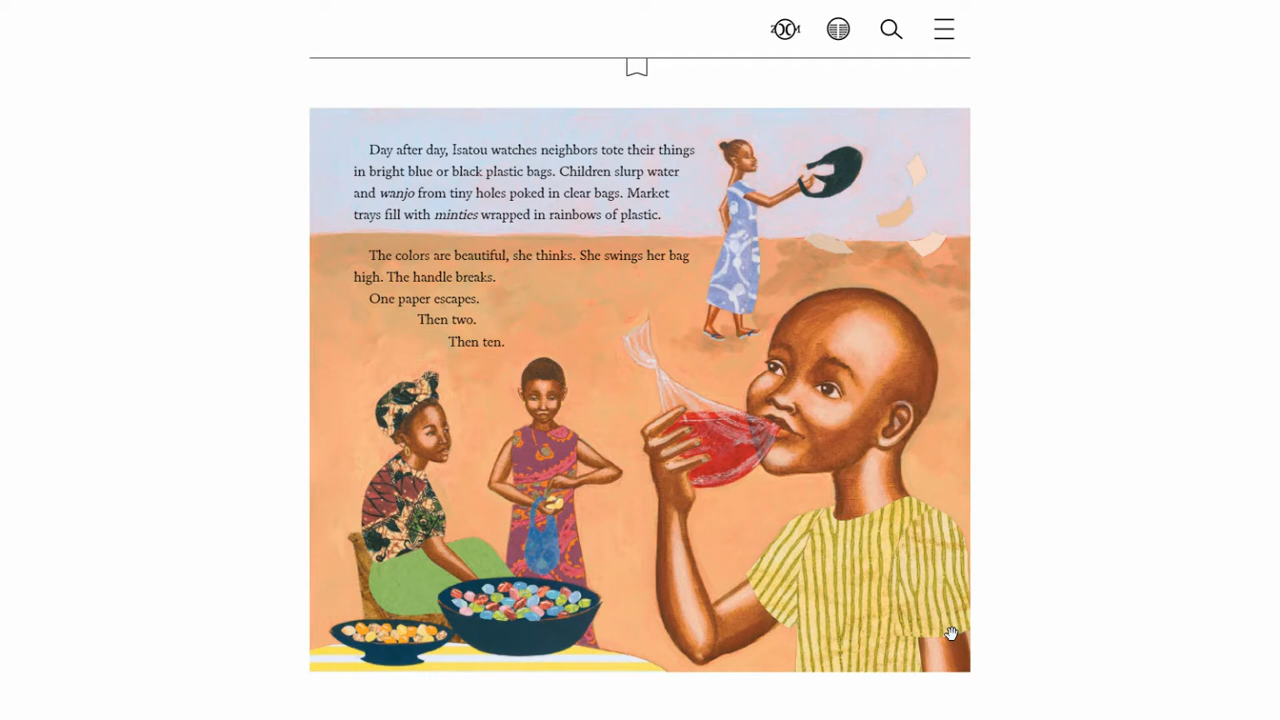 Day after day, Isatou watches neighbors tote their things
in bright blue or black plastic bags. Children slurp water
and wanjo from tiny holes poked in clear bags. Market
trays fill with minties wrapped in rainbows of plastic.
The colors are beautiful, she thinks. She swings her bag
high. The handle breaks.
One paper escapes.
Then two.
Then ten.